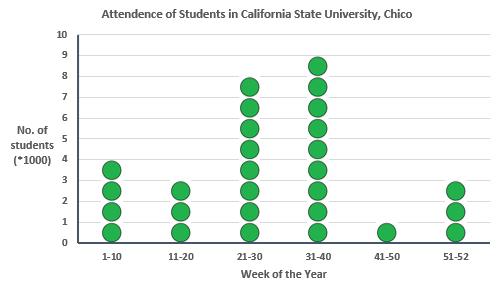 Attendence of Students in California State University, Chico
10
9
8
7
6
5
4
3
2
1
0
No. of
students
(*1000)
1-10 11-20 21-30 31-40 41-50 51-52
Week of the Year